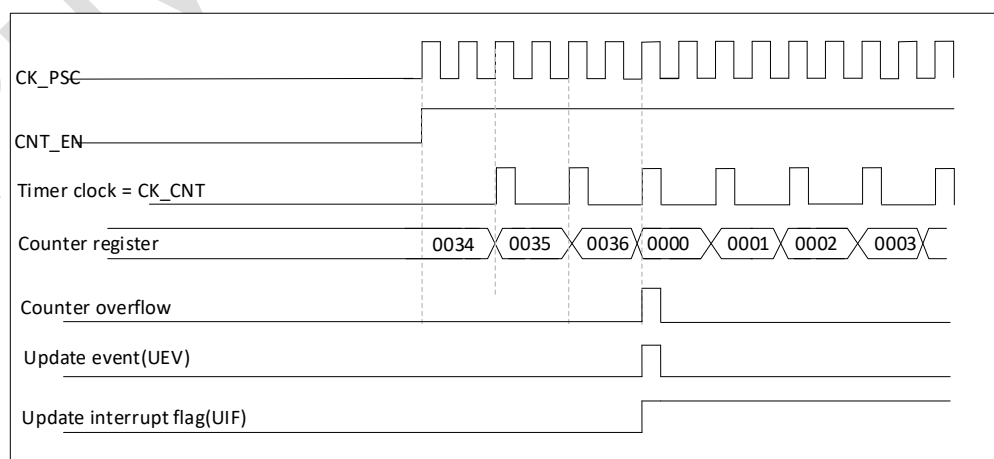 CK_PSC
CNT_EN
Timer clock = CK_CNT
Counter register 0034 0035 0036 0000 0001 0002 0003
Counter overflow
Update event(UEV)
Update interrupt flag(UIF)